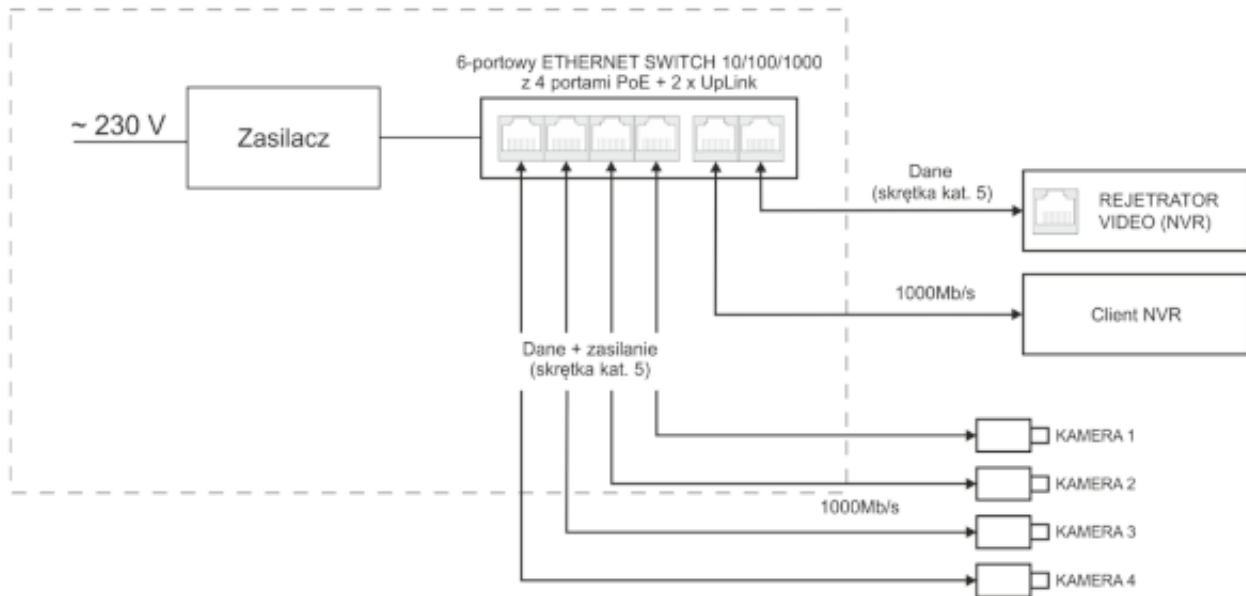 6-portowy ETHERNET SWITCH 10/100/1000
z 4 portami PoE + 2 x UpLink
~ 230 V
Zasilacz
Dane
(skrętka kat. 5)
REJETRATOR
VIDEO (NVR)
1000Mb/s
Client NVR
Dane + zasilanie
(skrętka kat. 5)
KAMERA 1
KAMERA 2
1000Mb/s
KAMERA 3
KAMERA 4